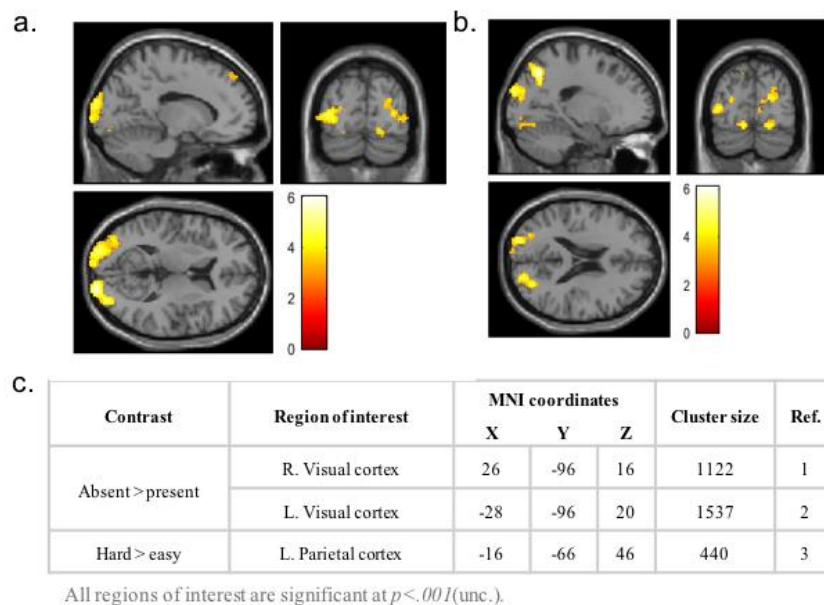 a.
b.
6
4
2
0
6
4
2
0
c.
Contrast Region of interest MNI coordinates Cluster size Ref.
X Y Z
Absent > present R. Visual cortex 26 -96 16 1122 1
L. Visual cortex -28 -96 20 1537 2
Hard > easy L. Parietal cortex -16 -66 46 440 3
All regions of interest are significant at p<.001(unc.).